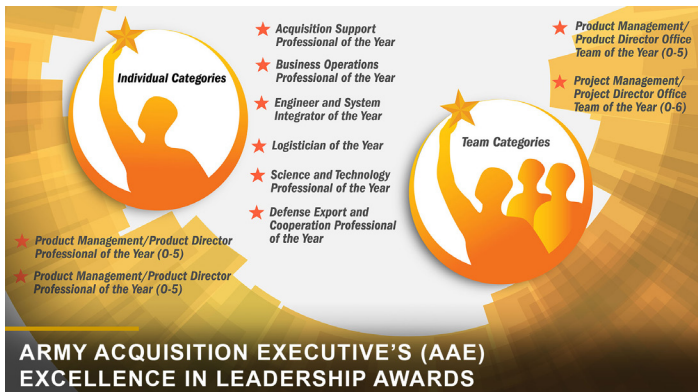 Individual Categories
Acquisition Support
Professional of the Year
Business Operations
Professional of the Year
Engineer and System
Integrator of the Year
Logistician of the Year
Science and Technology
Professional of the Year
Defense Export and
Cooperation Professional
of the Year
Product Management/Product Director
Professional of the Year (O-5)
Product Management/Product Director
Professional of the Year (O-5)
Team Categories
Product Management/
Product Director Office
Team of the Year (O-5)
Project Management/
Project Director Office
Team of the Year (O-6)
ARMY ACQUISITION EXECUTIVE'S (AAE)
EXCELLENCE IN LEADERSHIP AWARDS